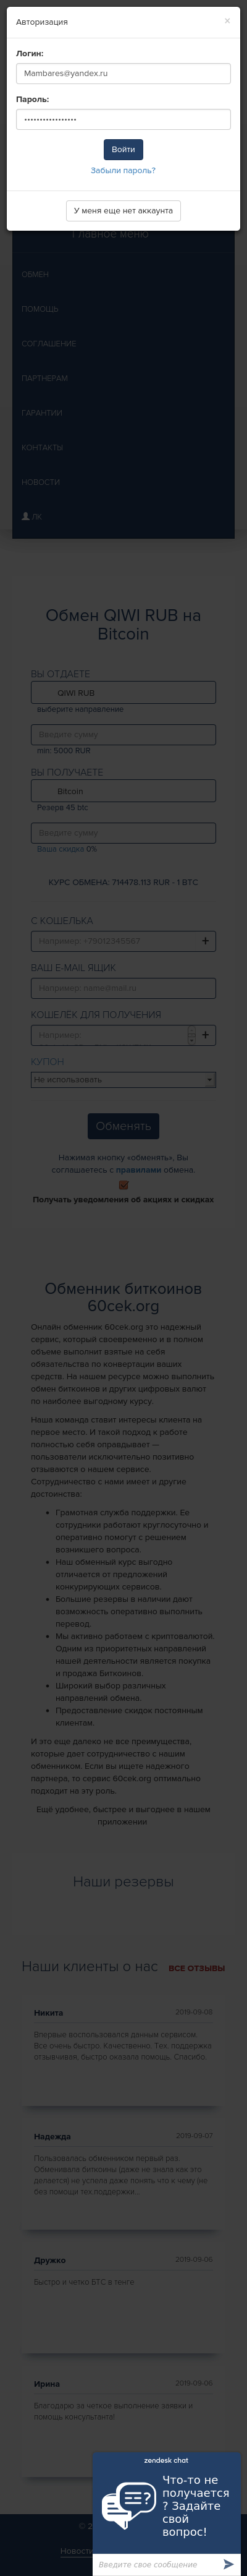 Авторизация
×
Логин:
Mambares@yandex.ru
Пароль:
•••••••••••••••••
Войти
Забыли пароль?
У меня еще нет аккаунта
Главное меню
ОБМЕН
ПОМОЩЬ
СОГЛАШЕНИЕ
ПАРТНЕРАМ
ГАРАНТИИ
КОНТАКТЫ
НОВОСТИ
ЛК
Обмен QIWI RUB на
Bitcoin
ВЫ ОТДАЕТЕ
QIWI RUB
выберите направление
Введите сумму
min: 5000 RUR
ВЫ ПОЛУЧАЕТЕ
Bitcoin
Резерв 45 btc
Введите сумму
Ваша скидка 0%
КУРС ОБМЕНА: 714478.113 RUR - 1 BTC
С КОШЕЛЬКА
Например: +79012345567
+
ВАШ E-MAIL ЯЩИК
Например: name@mail.ru
КОШЕЛЕК ДЛЯ ПОЛУЧЕНИЯ
Например:
+
КУПОН
Не использовать
Обменять
Нажимая кнопку «обменять», Вы
соглашаетесь с правилами обмена.
Получать уведомления об акциях и скидках
Обменник биткоинов
60cek.org
Онлайн обменник 60cek.org это надежный
сервис, который своевременно и в полном
объеме выполнит взятые на себя
обязательства по конвертации ваших
средств. На нашем ресурсе можно выполнить
обмен биткоинов и других цифровых валют
по наиболее выгодному курсу.
Наша команда ставит интересы клиента на
первое место. И такой подход к работе
полностью себя оправдывает —
пользователи исключительно позитивно
отзываются о нашем сервисе.
Сотрудничество с нами имеет и другие
достоинства:
• Грамотная служба поддержки. Ее
сотрудники работают круглосуточно и
оперативно помогут с решением
возникшего вопроса.
• Наш обменный курс выгодно
отличается от предложений
конкурирующих сервисов.
• Большие резервы в наличии дают
возможность оперативно выполнить
перевод.
• Мы активно работаем с криптовалютой.
Одним из приоритетных направлений
нашей деятельности является покупка
и продажа Биткоинов.
• Широкий выбор различных
направлений обмена.
• Предоставление скидок постоянным
клиентам.
И это еще далеко не все преимущества,
которые дает сотрудничество с нашим
обменником. Если вы ищете надежного
партнера, то сервис 60cek.org оптимально
подходит на эту роль.
Ещё удобнее, быстрее и выгоднее в нашем
приложении
Наши резервы
Наши клиенты о нас ВСЕ ОТЗЫВЫ
Никита 2019-09-08
Впервые воспользовался данным сервисом.
Все очень быстро. Качественно. Тех. поддержка
отзывчивая, быстро оказала помощь. Спасибо.
Надежда 2019-09-07
Пользовалась обменником первый раз.
Обменивала биткоины (даже не зная как это
делается) не успела даже понять что к чему (не
без помощи тех.поддержки...
Дружко 2019-09-06
Быстро и четко БТС в тенге
Ирина 2019-09-06
Благодарю за четкое выполнение заявки и
помощь консультанта!
© 2
Новости
zendesk chat
Что-то не
получается
? Задайте
свой
вопрос!
Введите свое сообщение